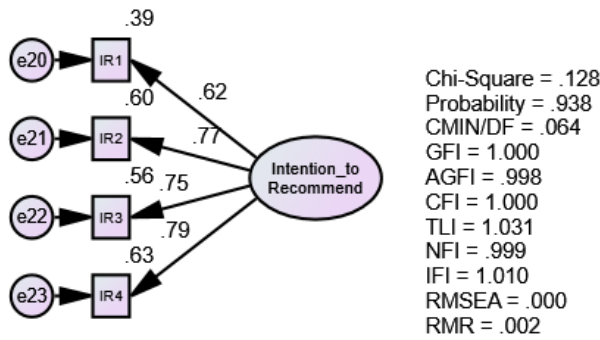 .39
e20
IR1
.62
.60
e21
IR2
.77
Intention_to
Recommend
.56
.75
e22
IR3
.79
.63
e23
IR4
Chi-Square = .128
Probability = .938
CMIN/DF = .064
GFI = 1.000
AGFI = .998
CFI = 1.000
TLI = 1.031
NFI = .999
IFI = 1.010
RMSEA = .000
RMR = .002